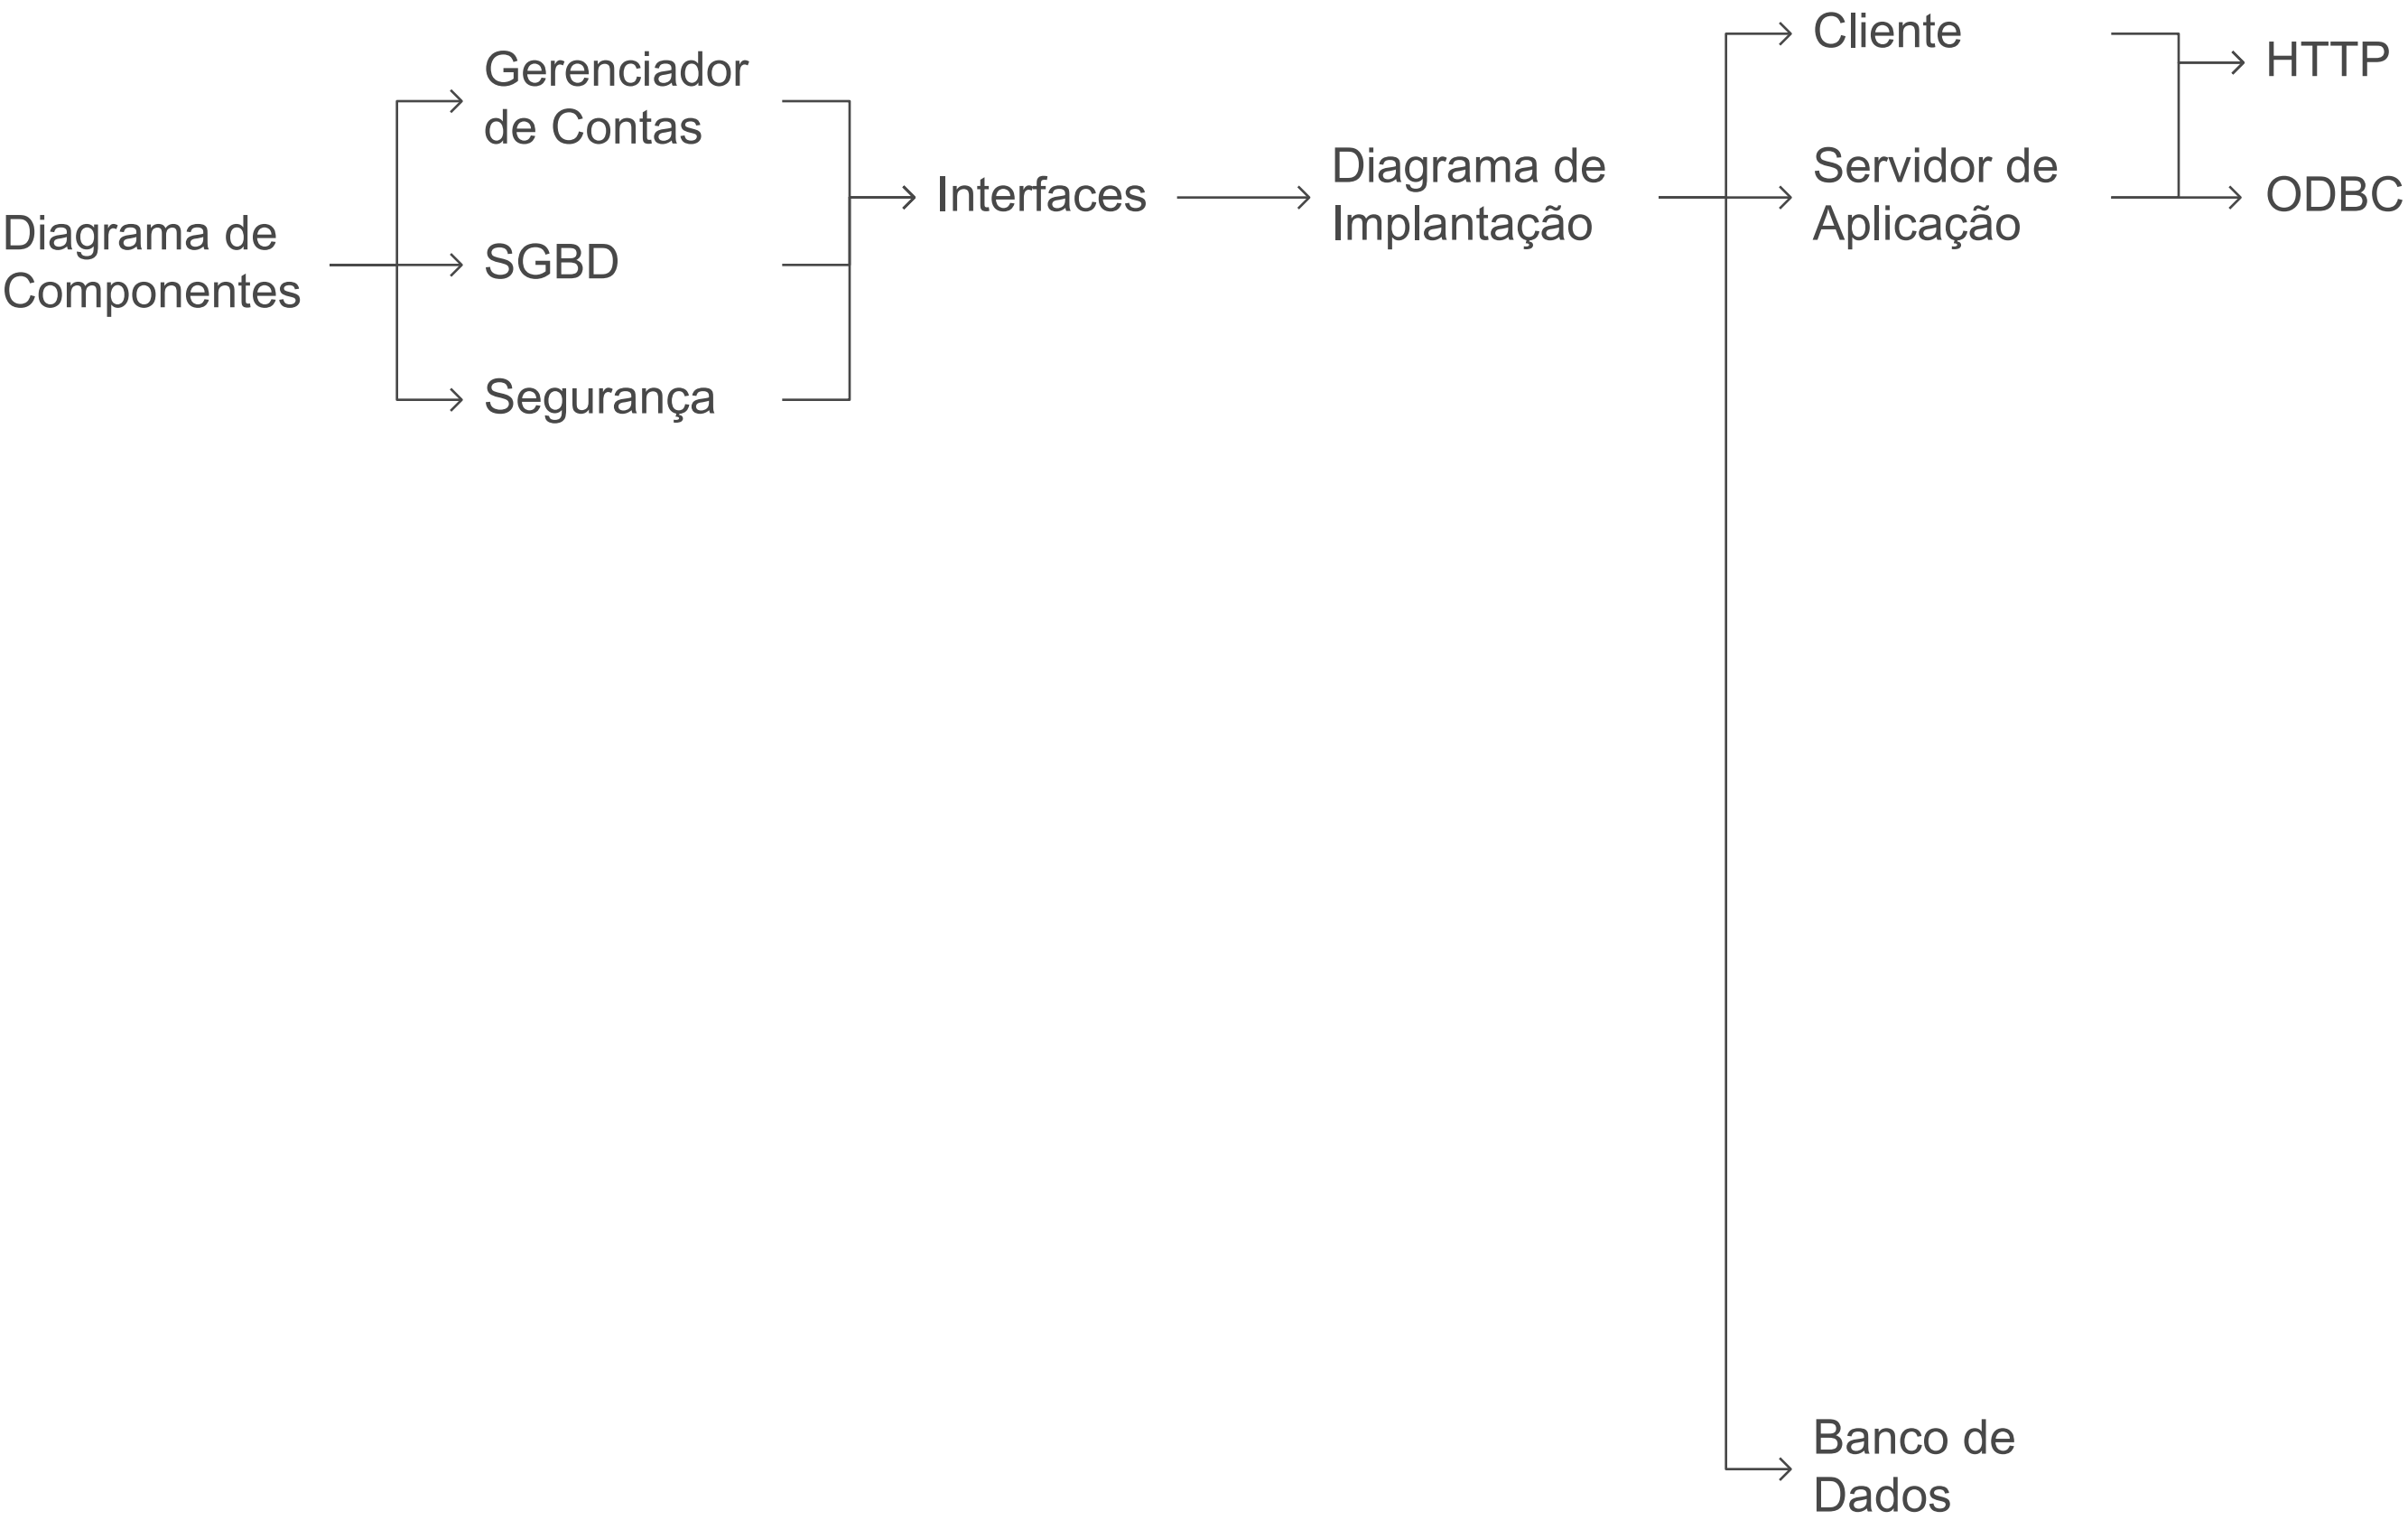 Diagrama de
Componentes
Gerenciador
de Contas
SGBD
Segurança
Interfaces
Diagrama de
Implantação
Cliente
Servidor de
Aplicação
Banco de
Dados
HTTP
ODBC